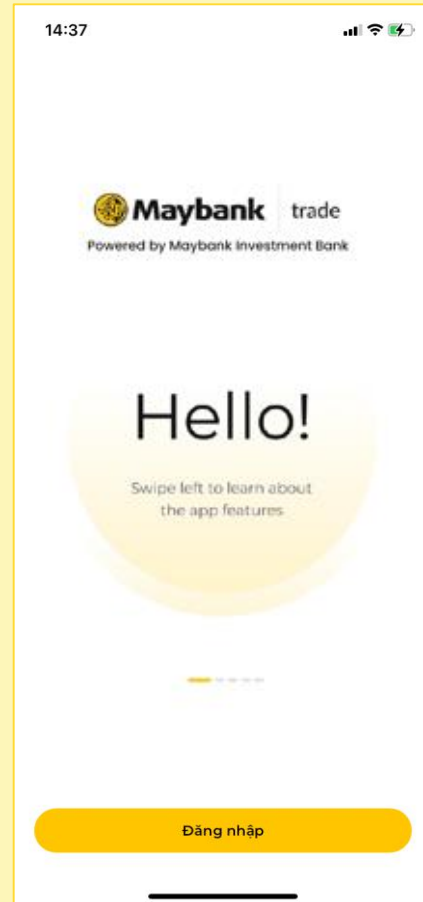 14:37
Maybank trade
Powered by Maybank Investment Bank
Hello!
Swipe left to learn about
the app features
Đăng nhập